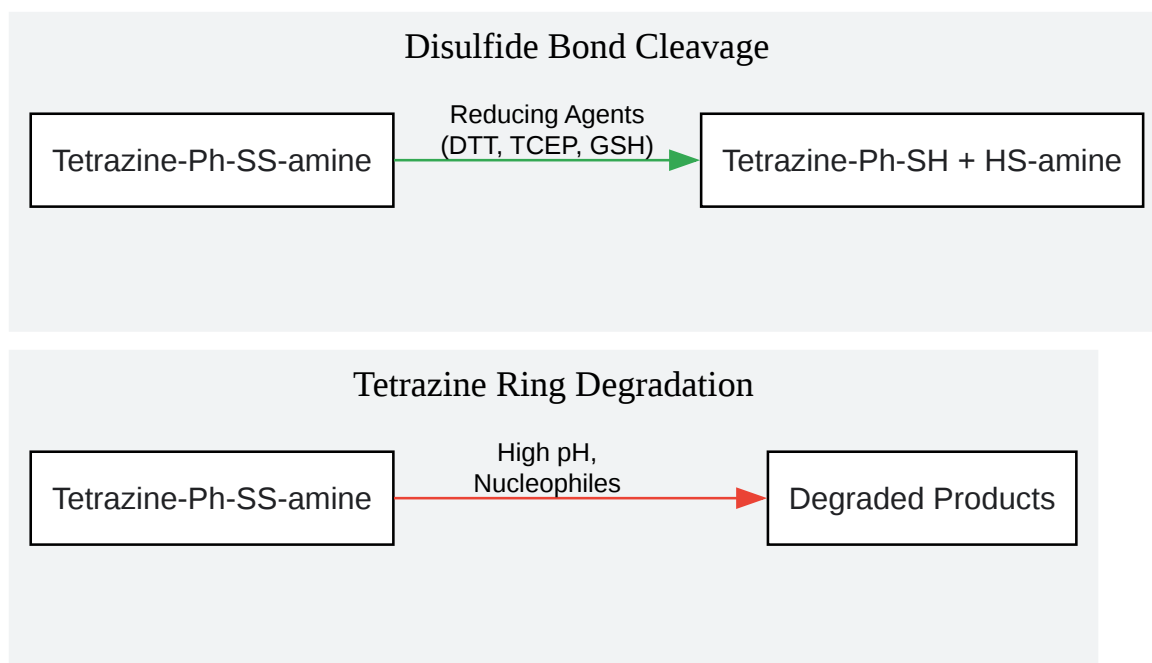 Disulfide Bond Cleavage
Reducing Agents
(DTT, TCEP, GSH)
Tetrazine-Ph-SS-amine
Tetrazine-Ph-SH + HS-amine
Tetrazine Ring Degradation
High pH,
Nucleophiles
Tetrazine-Ph-SS-amine
Degraded Products